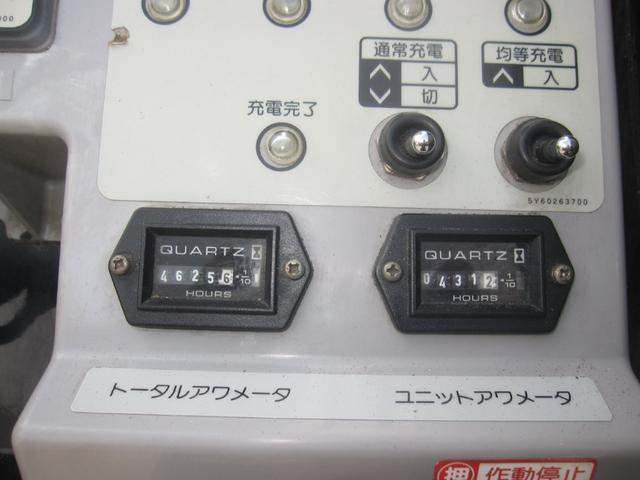 通常充電
入
切
均等充電
入
充電完了
5Y60263700
QUARTZ
46256 1/10
HOURS
QUARTZ
04312 1/10
HOURS
トータルアワメータ
ユニットアワメータ
押 作動停止